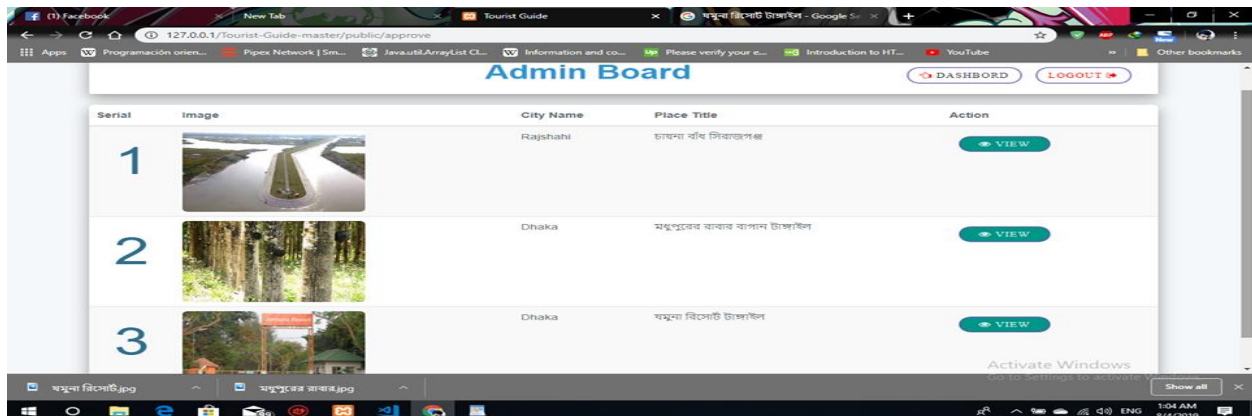 (1) Facebook
New Tab
Tourist Guide
যমুনা রিসোর্ট টাঙ্গাইল - Google Se
127.0.0.1/Tourist-Guide-master/public/approve
Apps
Programación orien...
Pipex Network | Sm...
Java.util.ArrayList CL...
Information and co...
Please verify your e...
Introduction to HT...
YouTube
Other bookmarks
Admin Board
DASHBORD
LOGOUT
Serial Image City Name Place Title Action
1 Rajshahi চায়না বাঁধ সিরাজগঞ্জ VIEW
2 Dhaka মধুপুরের রাবার বাগান টাঙ্গাইল VIEW
3 Dhaka যমুনা রিসোর্ট টাঙ্গাইল VIEW
Activate Windows
Go to Settings to activate Windows.
যমুনা রিসোর্ট.jpg
মধুপুরের রাবার.jpg
Show all
ENG
1:04 AM
8/4/2019